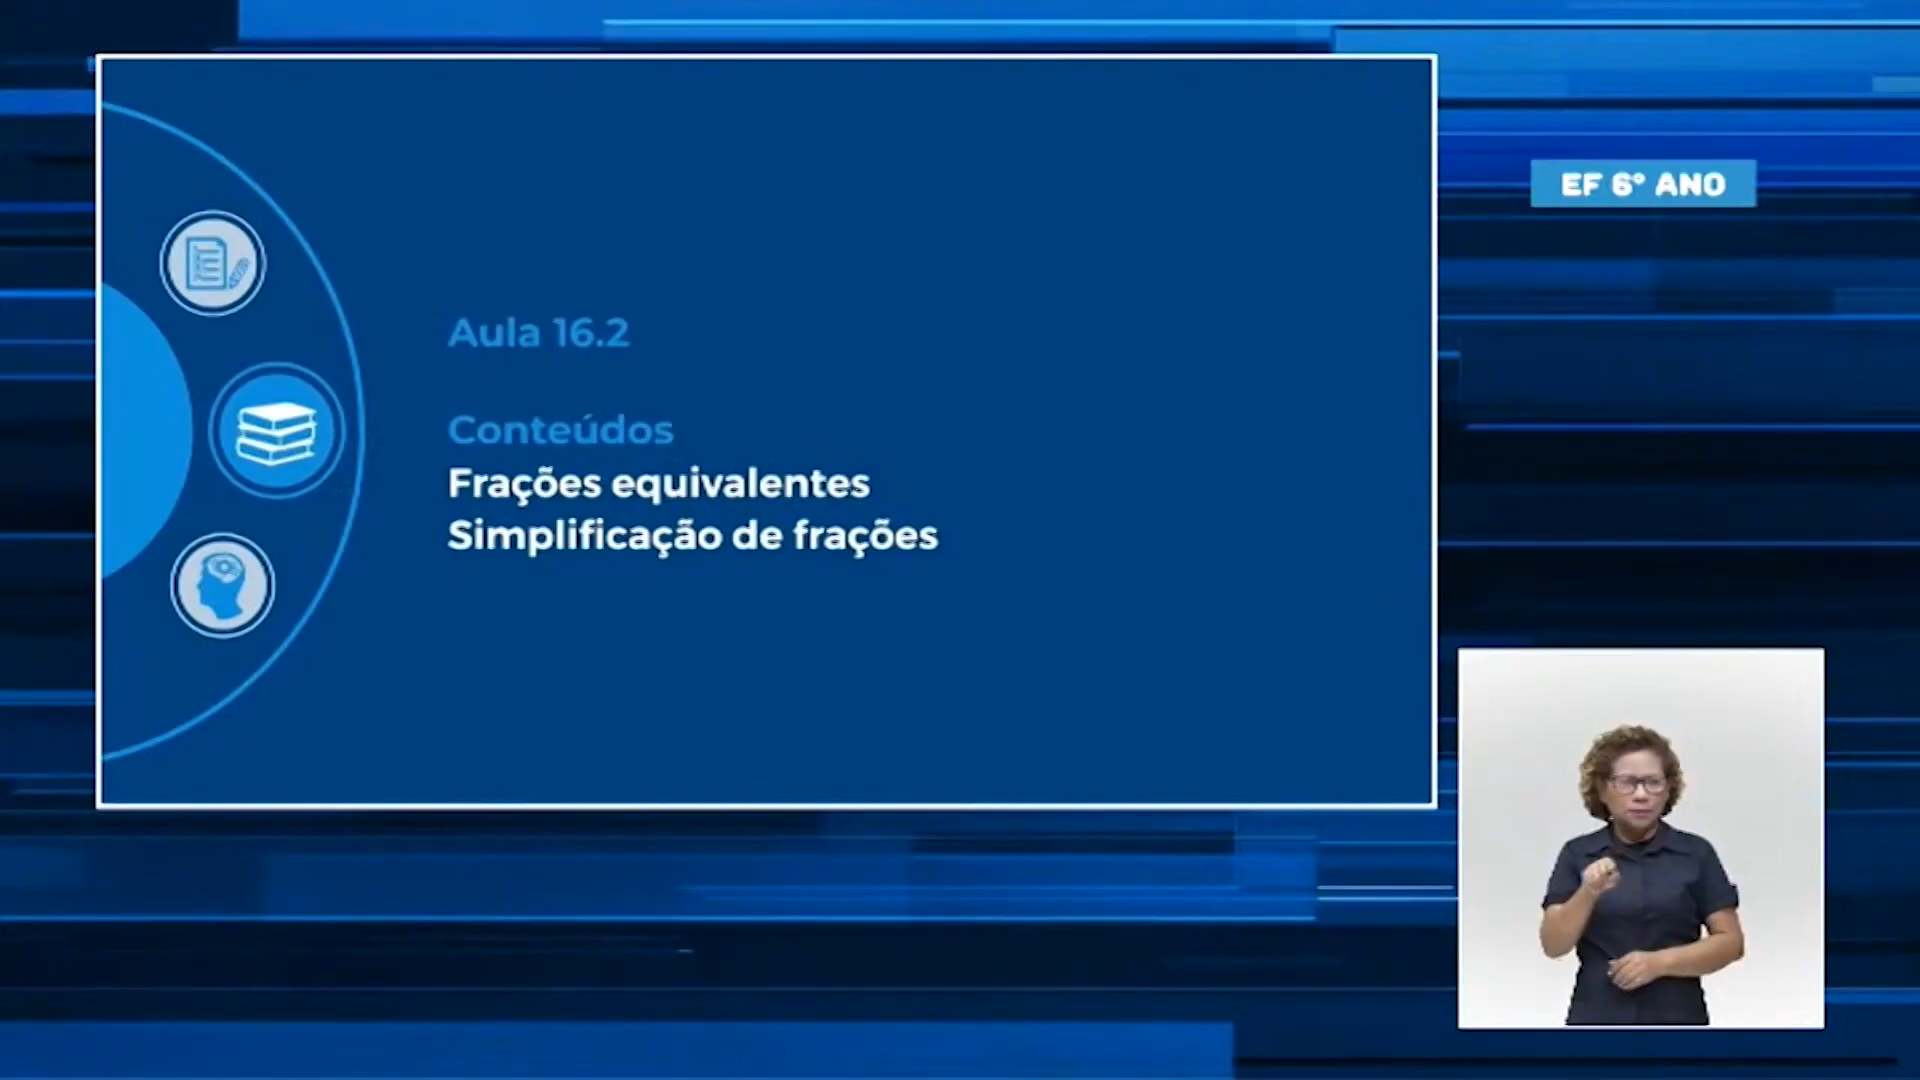 EF 6º ANO
Aula 16.2
Conteúdos
Frações equivalentes
Simplificação de frações